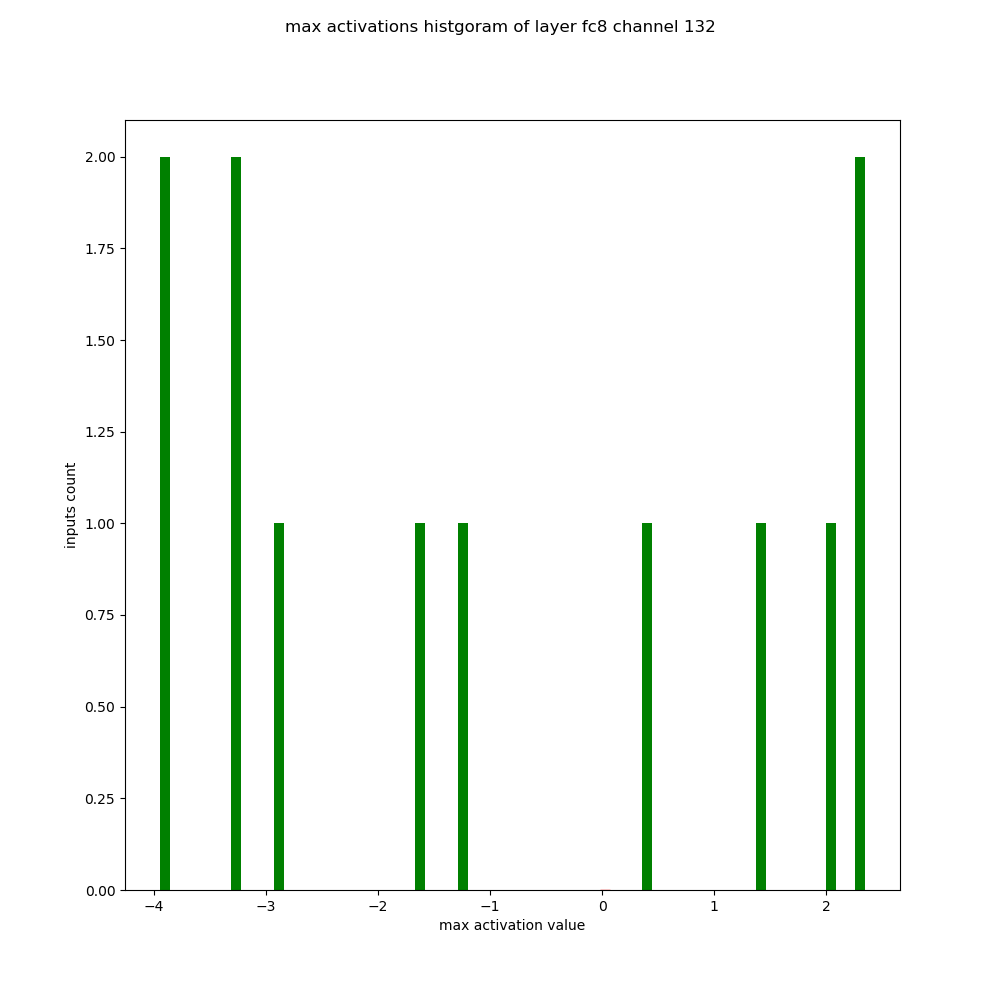 max activations histgoram of layer fc8 channel 132
2.00
1.75
1.50
1.25
1.00
0.75
0.50
0.25
0.00
inputs count
−4 −3 −2 −1 0 1 2
max activation value